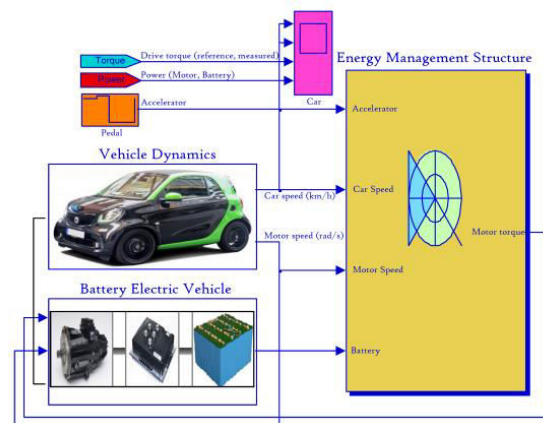 Torque
Drive torque (reference, measured)
Power
Power (Motor, Battery)
Accelerator
Pedal
Car
Energy Management Structure
Accelerator
Vehicle Dynamics
Car speed (km/h)
Car Speed
Motor speed (rad/s)
Motor torque
Motor Speed
Battery Electric Vehicle
Battery